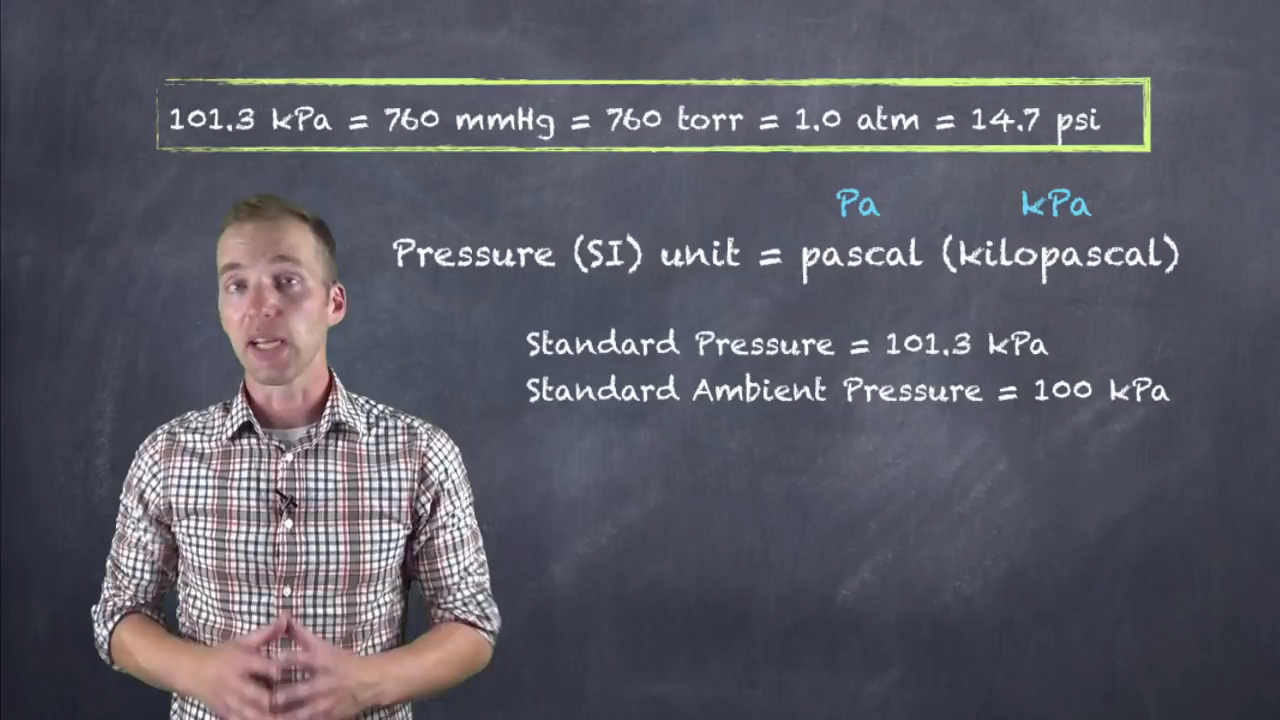 101.3 kPa = 760 mmHg = 760 torr = 1.0 atm = 14.7 psi
Pa kPa
Pressure (SI) unit = pascal (kilopascal)
Standard Pressure = 101.3 kPa
Standard Ambient Pressure = 100 kPa